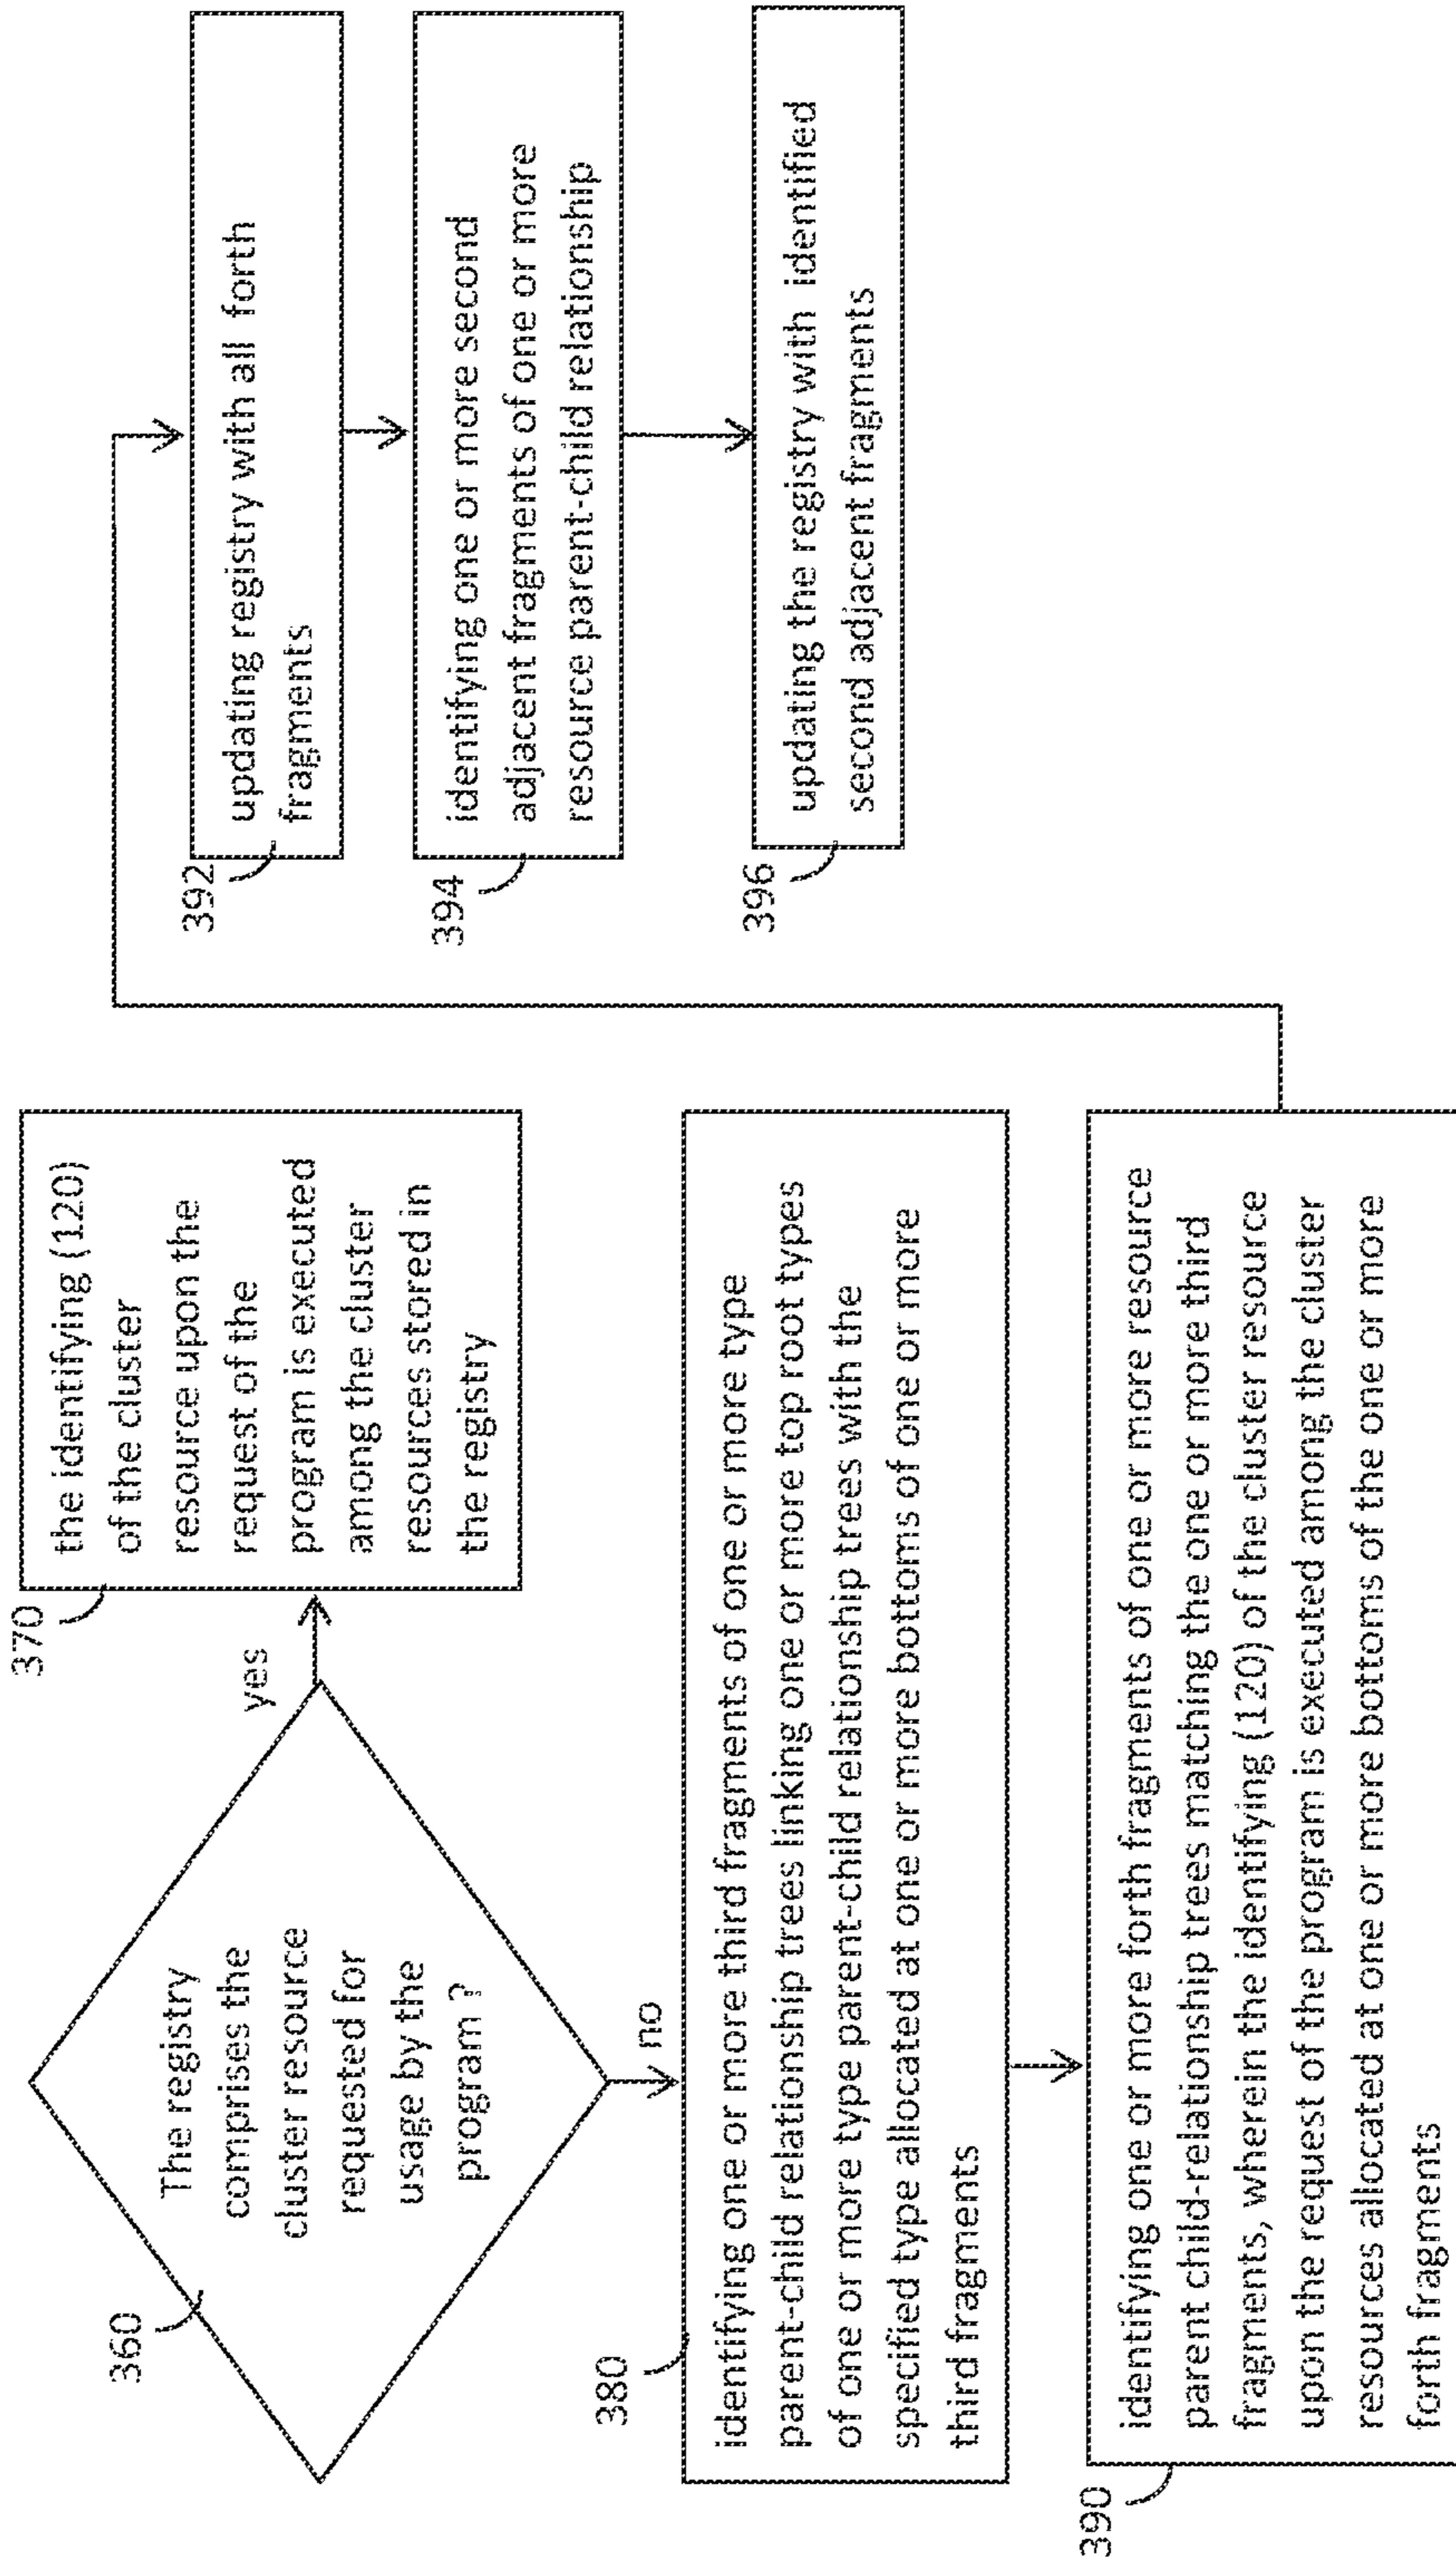 360
The registry
comprises the
cluster resource
requested for
usage by the
program ?
yes
no
370
the identifying (120)
of the cluster
resource upon the
request of the
program is executed
among the cluster
resources stored in
the registry
380
identifying one or more third fragments of one or more type
parent-child relationship trees linking one or more top root types
of one or more type parent-child relationship trees with the
specified type allocated at one or more bottoms of one or more
third fragments
390
identifying one or more forth fragments of one or more resource
parent child-relationship trees matching the one or more third
fragments, wherein the identifying (120) of the cluster resource
upon the request of the program is executed among the cluster
resources allocated at one or more bottoms of the one or more
forth fragments
392
updating registry with all forth
fragments
394
identifying one or more second
adjacent fragments of one or more
resource parent-child relationship
396
updating the registry with identified
second adjacent fragments